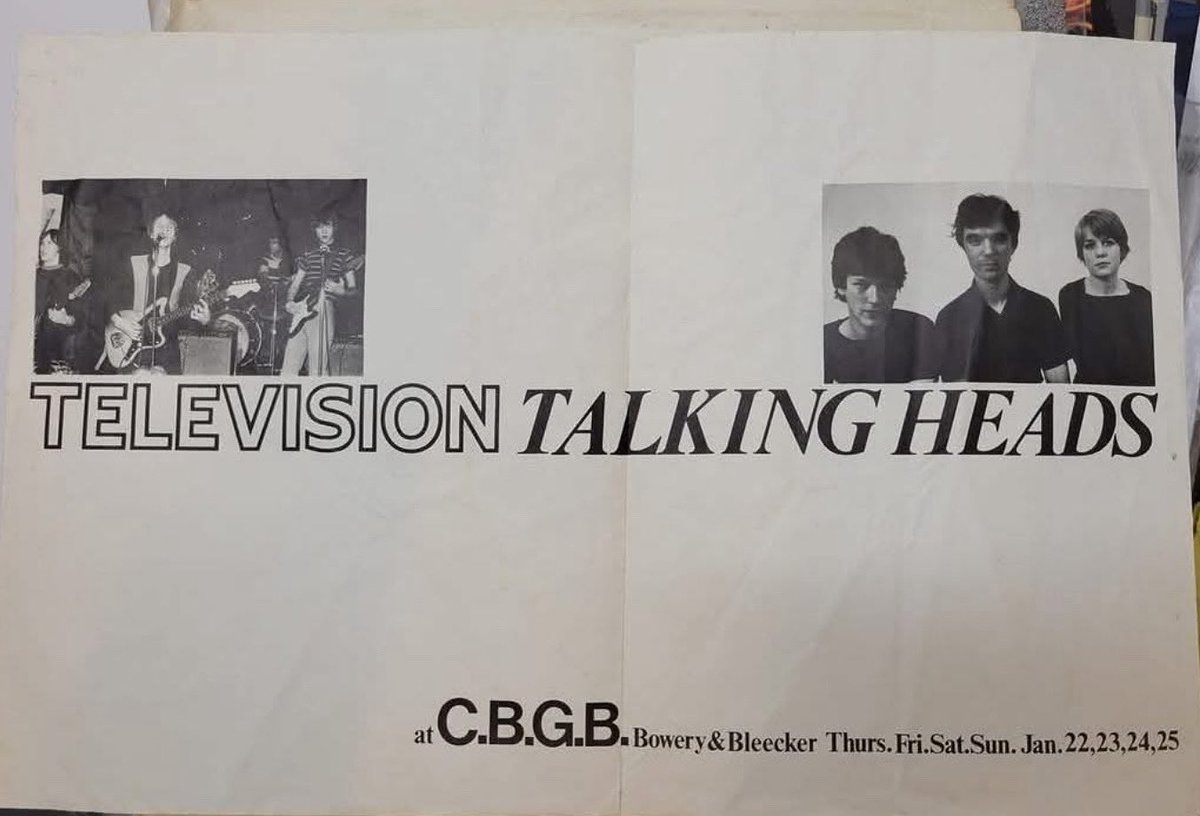 TELEVISION TALKING HEADS
at C.B.G.B. Bowery & Bleecker Thurs. Fri. Sat. Sun. Jan. 22,23,24,25